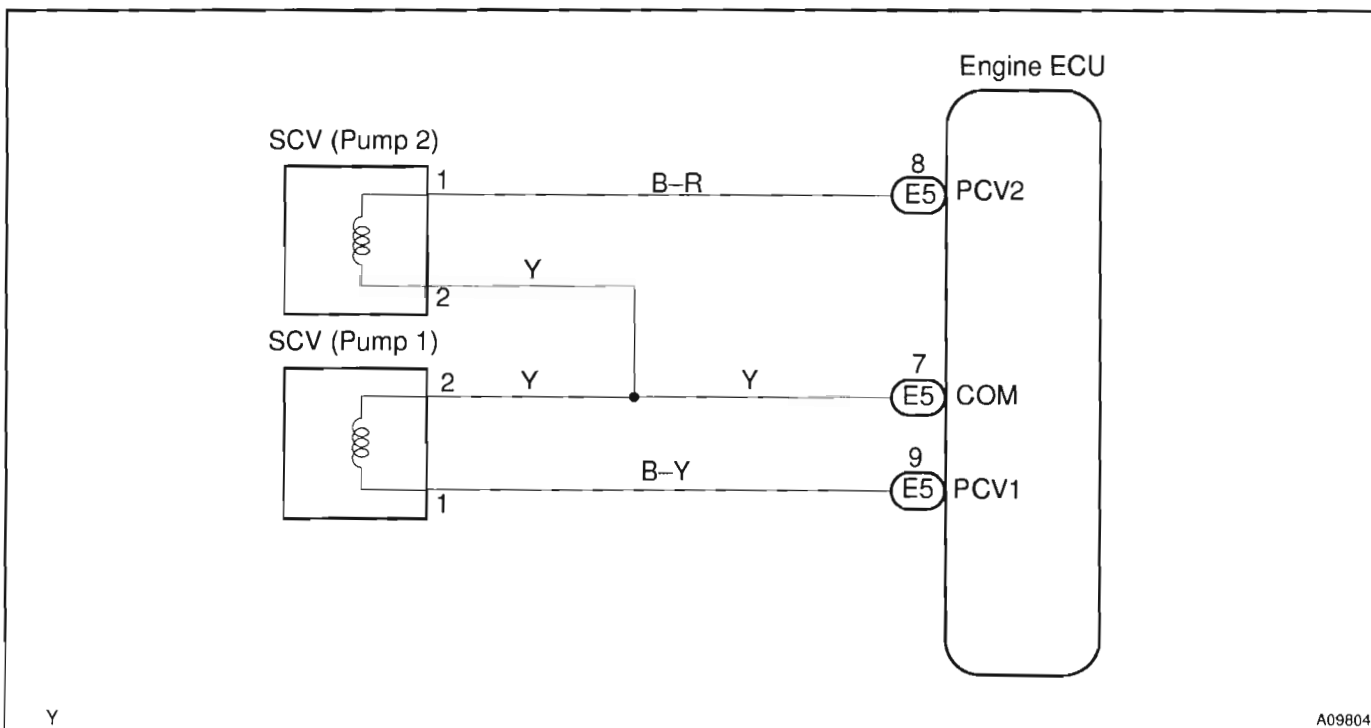 Engine ECU
SCV (Pump 2)
1
B–R
8
E5
PCV2
Y
2
SCV (Pump 1)
2
Y
Y
7
E5
COM
B–Y
9
E5
PCV1
1
Y
A09804